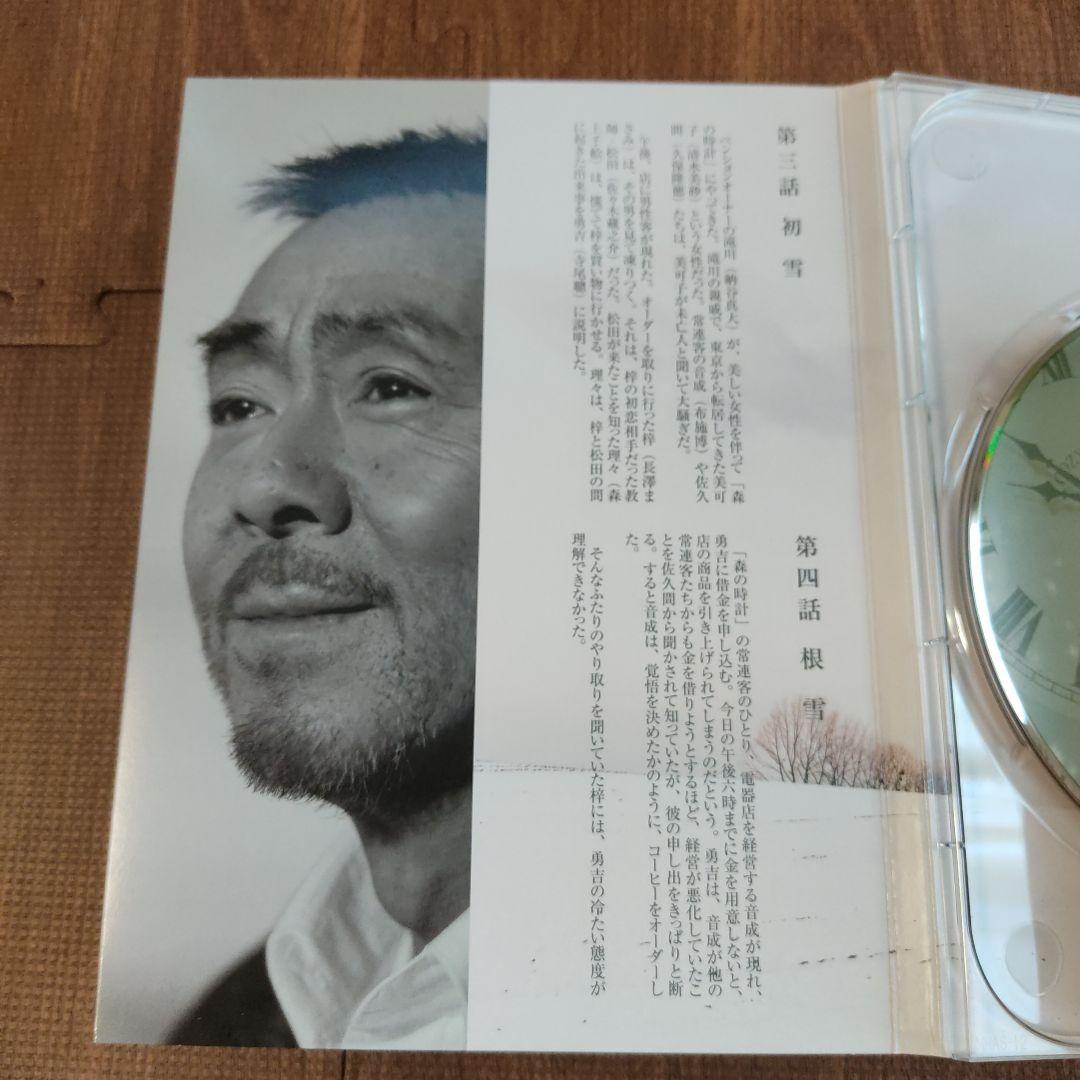 第三話 初雪
ペンションオーナーの滝川（納谷真大）が、美しい女性を伴って「森
の時計」にやってきた。滝川の親戚で、東京から転居してきた美可
子（清水美砂）という女性だった。常連客の音成（布施博）や佐久
間（久保隆徳）たちは、美可子が未亡人と聞いて大騒ぎだ。
午後、店に男性客が現れた。オーダーを取りに行った梓（長澤ま
さみ）は、その男を見て凍りつく。それは、梓の初恋相手だった教
師・松田（佐々木蔵之介）だった。松田が来たことを知った理々（森
上千絵）は、慌てて梓を買い物に行かせる。理々は、梓と松田の間
に起きた出来事を勇吉（寺尾聰）に説明した。
第四話 根雪
「森の時計」の常連客のひとり、電器店を経営する音成が現れ、
勇吉に借金を申し込む。今日の午後六時までに金を用意しないと、
店の商品を引き上げられてしまうのだという。勇吉は、音成が他の
常連客たちからも金を借りようとするほど、経営が悪化していたこ
とを佐久間から聞かされて知っていたが、彼の申し出をきっぱりと断
る。すると音成は、覚悟を決めたかのように、コーヒーをオーダーし
た。
そんなふたりのやり取りを聞いていた梓には、勇吉の冷たい態度が
理解できなかった。